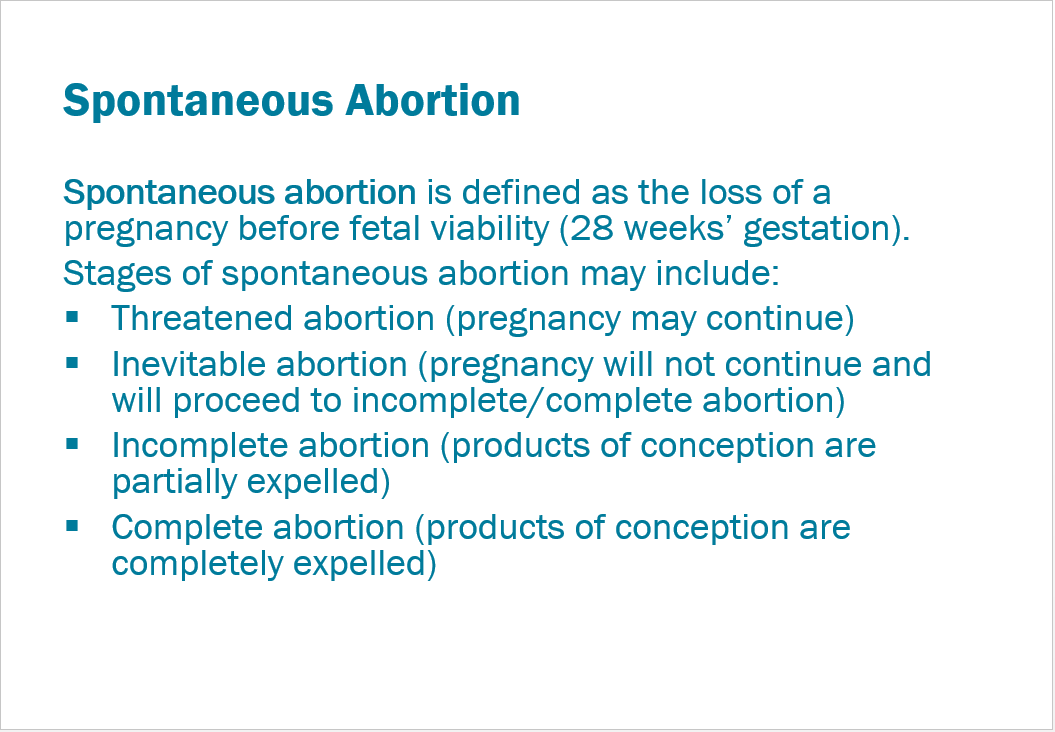 Spontaneous Abortion
Spontaneous abortion is defined as the loss of a
pregnancy before fetal viability (28 weeks’ gestation).
Stages of spontaneous abortion may include:
▪ Threatened abortion (pregnancy may continue)
▪ Inevitable abortion (pregnancy will not continue and
will proceed to incomplete/complete abortion)
▪ Incomplete abortion (products of conception are
partially expelled)
▪ Complete abortion (products of conception are
completely expelled)